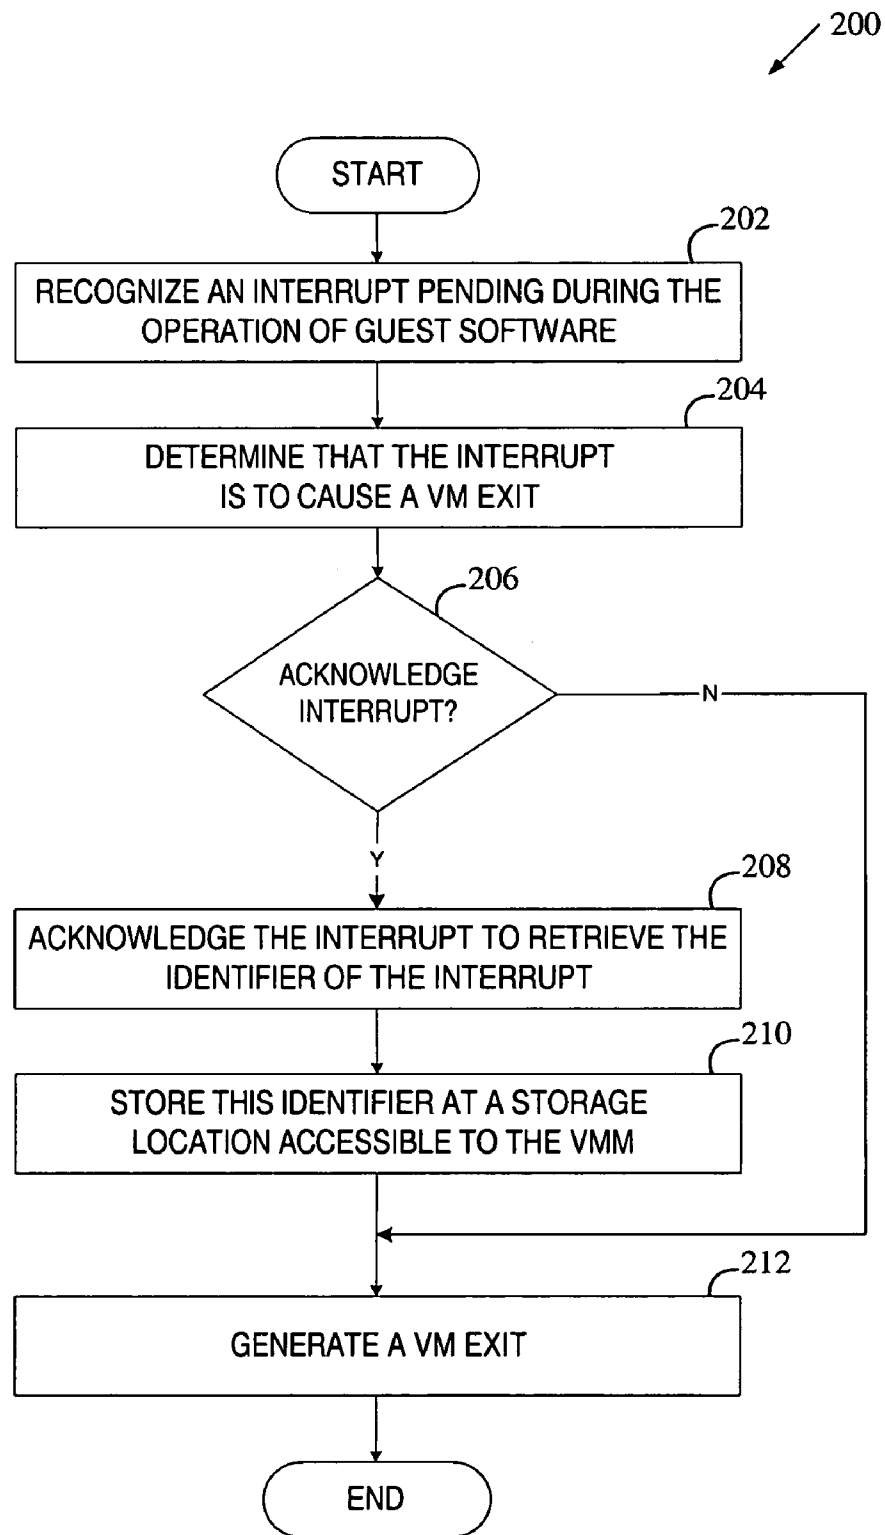 200
START
202
RECOGNIZE AN INTERRUPT PENDING DURING THE
OPERATION OF GUEST SOFTWARE
204
DETERMINE THAT THE INTERRUPT
IS TO CAUSE A VM EXIT
206
ACKNOWLEDGE
INTERRUPT?
N
Y
208
ACKNOWLEDGE THE INTERRUPT TO RETRIEVE THE
IDENTIFIER OF THE INTERRUPT
210
STORE THIS IDENTIFIER AT A STORAGE
LOCATION ACCESSIBLE TO THE VMM
212
GENERATE A VM EXIT
END